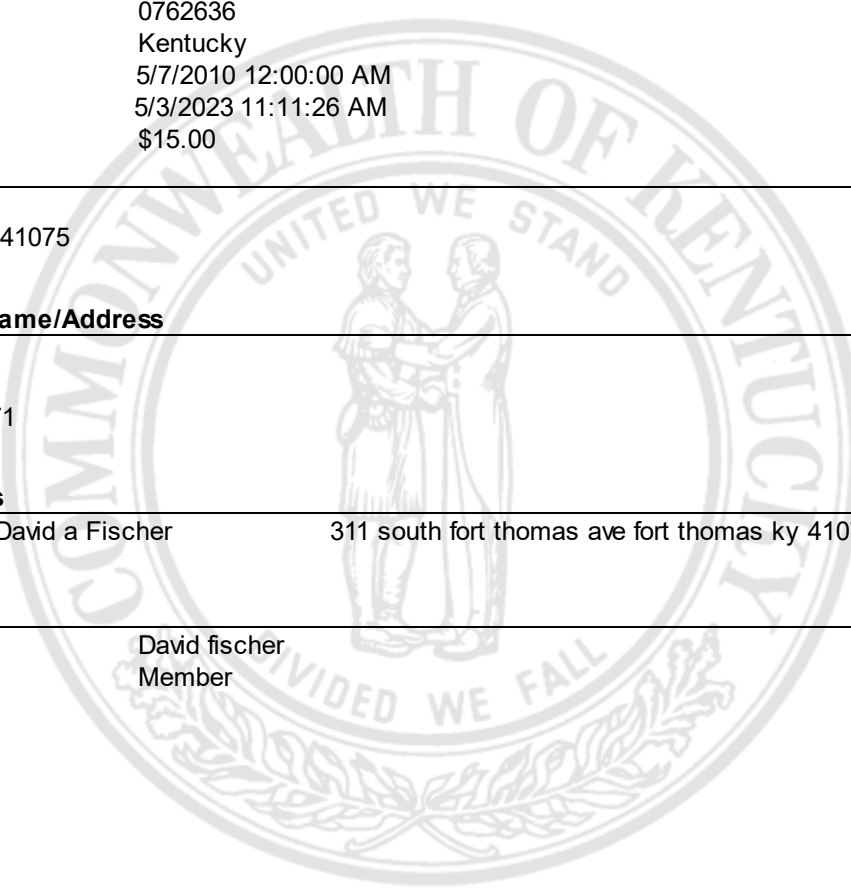 0762636
Kentucky
5/7/2010 12:00:00 AM
5/3/2023 11:11:26 AM
$15.00
41075
ame/Address
71
s
David a Fischer 311 south fort thomas ave fort thomas ky 410
David fischer
Member
COMMONWEALTH OF KENTUCKY
UNITED WE STAND
DIVIDED WE FALL